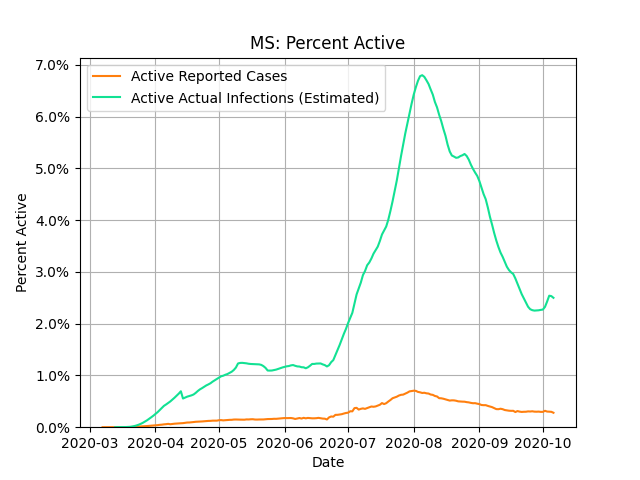 MS: Percent Active
Active Reported Cases
Active Actual Infections (Estimated)
Percent Active
7.0%
6.0%
5.0%
4.0%
3.0%
2.0%
1.0%
0.0%
2020-03 2020-04 2020-05 2020-06 2020-07 2020-08 2020-09 2020-10
Date